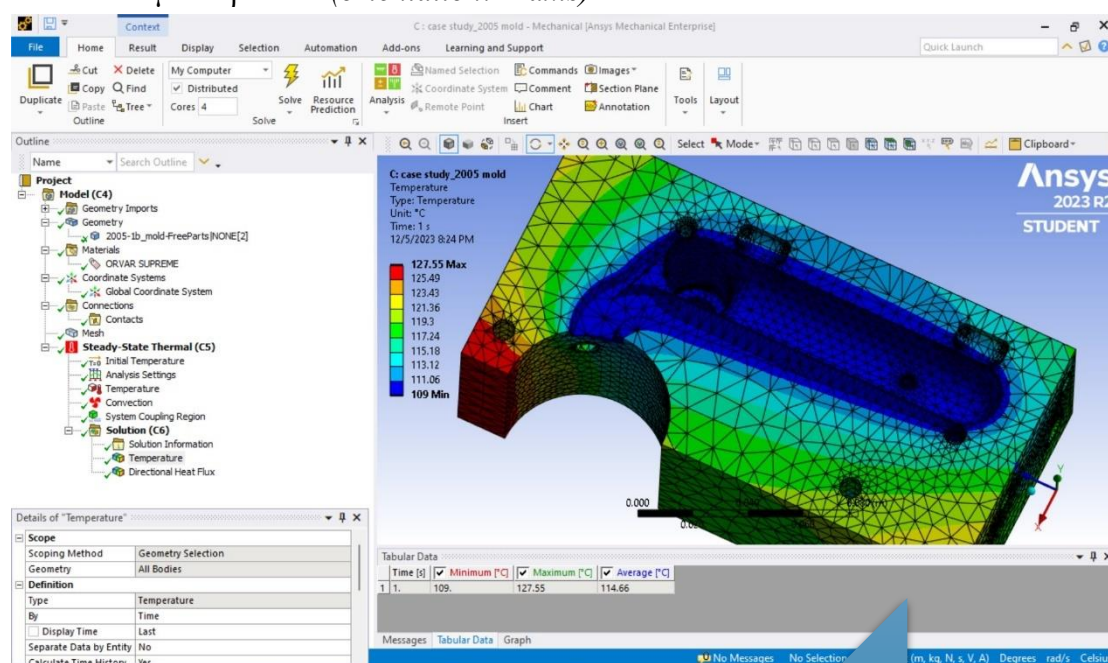 Context
C : case study_2005 mold - Mechanical [Ansys Mechanical Enterprise]
File Home Result Display Selection Automation Add-ons Learning and Support
Quick Launch
Duplicate
Cut
Copy
Paste
Delete
Find
Tree
Outline
My Computer
Distributed
Cores 4
Solve
Resource Prediction
Solve
Analysis
Named Selection
Coordinate System
Remote Point
Commands
Comment
Chart
Images
Section Plane
Annotation
Insert
Tools
Layout
Outline
Name Search Outline
Select Mode Clipboard
Project
Model (C4)
Geometry Imports
Geometry
2005-1b_mold-FreeParts|NONE[2]
Materials
ORVAR SUPREME
Coordinate Systems
Global Coordinate System
Connections
Contacts
Mesh
Steady-State Thermal (C5)
Initial Temperature
Analysis Settings
Temperature
Convection
System Coupling Region
Solution (C6)
Solution Information
Temperature
Directional Heat Flux
C: case study_2005 mold
Temperature
Type: Temperature
Unit: °C
Time: 1 s
12/5/2023 8:24 PM
127.55 Max
125.49
123.43
121.36
119.3
117.24
115.18
113.12
111.06
109 Min
Ansys
2023 R2
STUDENT
0.000
Y
X
Details of "Temperature"
Scope
Scoping Method Geometry Selection
Geometry All Bodies
Definition
Type Temperature
By Time
Display Time Last
Separate Data by Entity No
Calculate Time History Yes
Tabular Data
Time [s] Minimum [°C] Maximum [°C] Average [°C]
1 1. 109. 127.55 114.66
Messages Tabular Data Graph
No Messages No Selection (m, kg, N, s, V, A) Degrees rad/s Celsiu